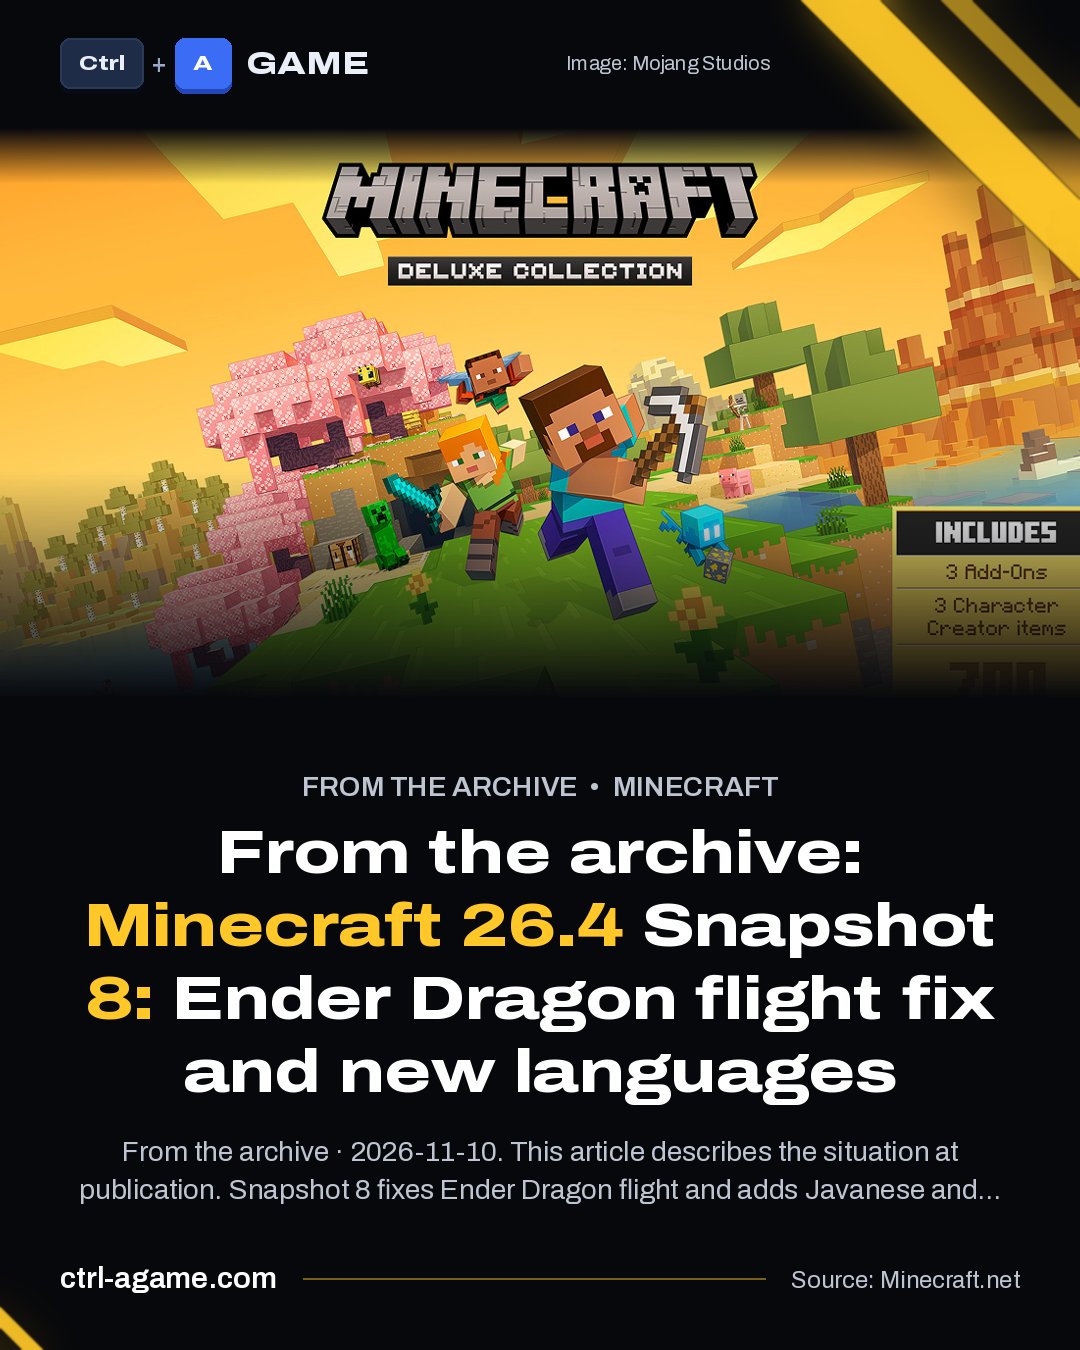 Ctrl + A GAME
Image: Mojang Studios
MINECRAFT
DELUXE COLLECTION
INCLUDES
3 Add-Ons
3 Character
Creator items
700
FROM THE ARCHIVE • MINECRAFT
From the archive:
Minecraft 26.4 Snapshot
8: Ender Dragon flight fix
and new languages
From the archive · 2026-11-10. This article describes the situation at
publication. Snapshot 8 fixes Ender Dragon flight and adds Javanese and...
ctrl-agame.com
Source: Minecraft.net